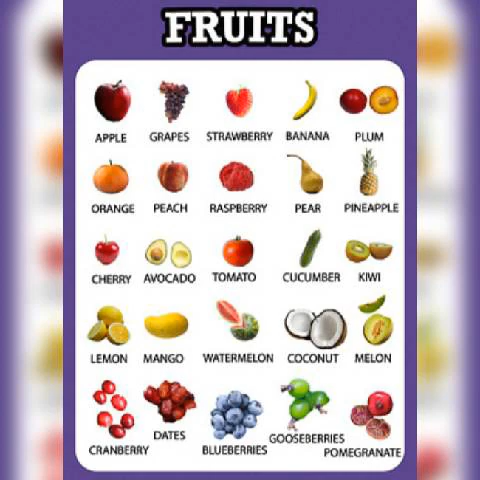 FRUITS
APPLE GRAPES STRAWBERRY BANANA PLUM
ORANGE PEACH RASPBERRY PEAR PINEAPPLE
CHERRY AVOCADO TOMATO CUCUMBER KIWI
LEMON MANGO WATERMELON COCONUT MELON
CRANBERRY DATES BLUEBERRIES GOOSEBERRIES POMEGRANATE